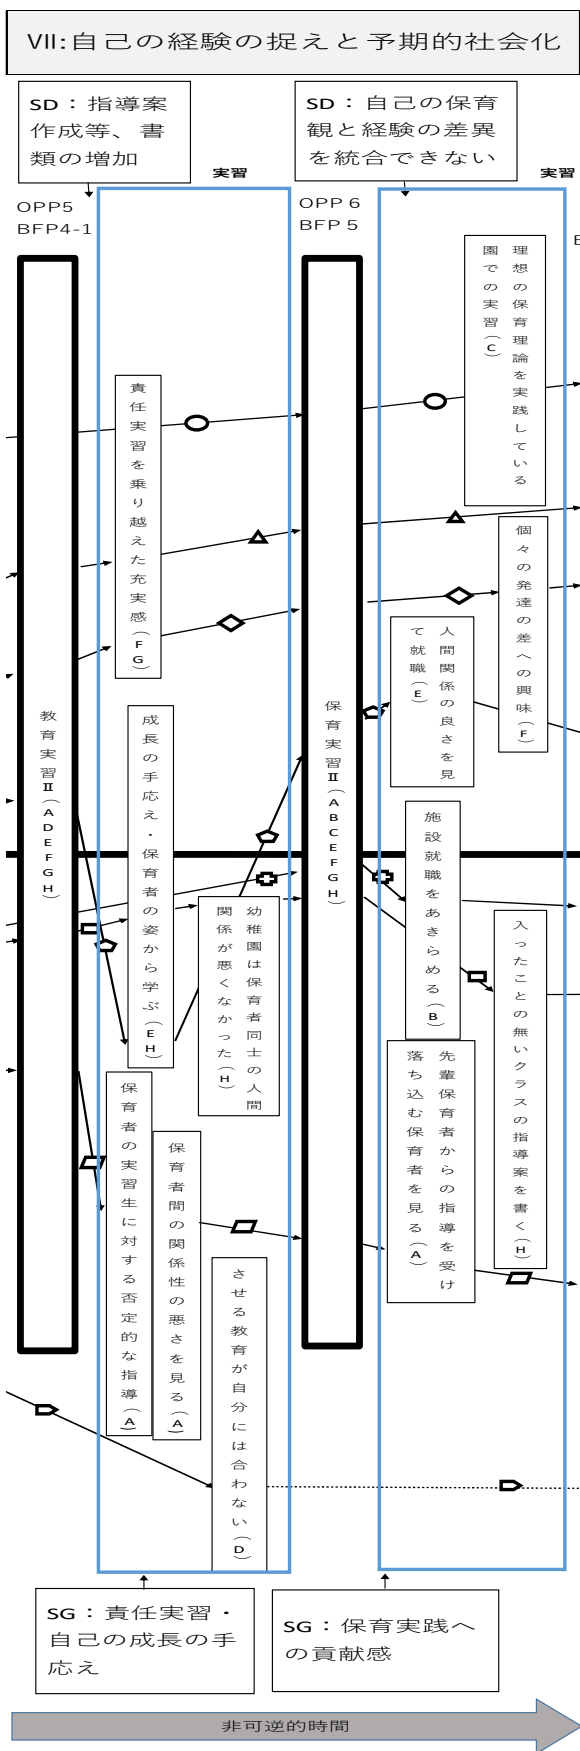 VII:自己の経験の捉えと予期的社会化
SD：指導案
作成等、書
類の増加
SD：自己の保育
観と経験の差異
を統合できない
実習
実習
OPP5
BFP4-1
OPP 6
BFP 5
理想の保育理論を実践している
園での実習(C)
責任実習を乗り越えた充実感(FG)
個々の発達の差への興味(F)
人間関係の良さを見
て就職(E)
教育実習Ⅱ(ADEFGH)
成長の手応え・保育者の姿から学ぶ(EH)
保育実習Ⅱ(ABCEFGH)
施設就職をあきらめる(B)
幼稚園は保育者同士の人間
関係が悪くなかった(H)
入ったことの無いクラスの指導案を書く(H)
先輩保育者からの指導を受け
落ち込む保育者を見る(A)
保育者の実習生に対する否定的な指導(A)
保育者間の関係性の悪さを見る(A)
させる教育が自分には合わない(D)
SG：責任実習・
自己の成長の手
応え
SG：保育実践へ
の貢献感
非可逆的時間